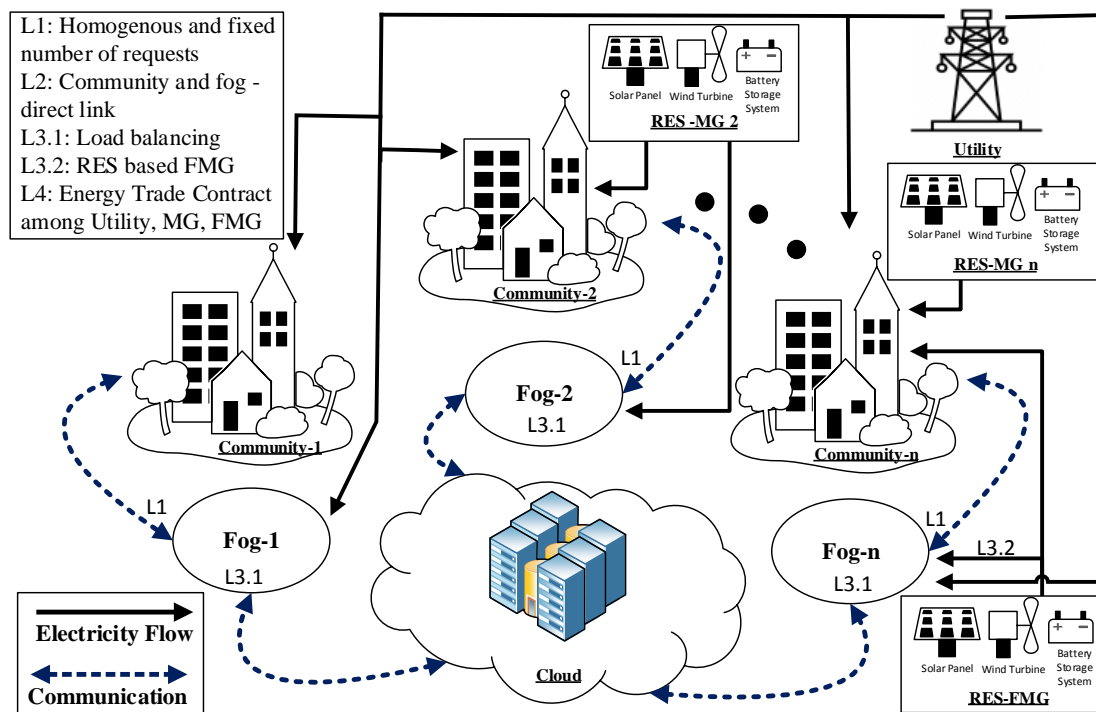 L1: Homogenous and fixed
number of requests
L2: Community and fog -
direct link
L3.1: Load balancing
L3.2: RES based FMG
L4: Energy Trade Contract
among Utility, MG, FMG
Solar Panel
Wind Turbine
Battery
Storage
System
RES -MG 2
Utility
Solar Panel
Wind Turbine
Battery
Storage
System
RES-MG n
Community-2
Community-1
Community-n
L1
Fog-2
L3.1
L1
Fog-1
L3.1
L1
Fog-n
L3.1
L3.2
Cloud
Electricity Flow
Communication
Solar Panel
Wind Turbine
Battery
Storage
System
RES-FMG